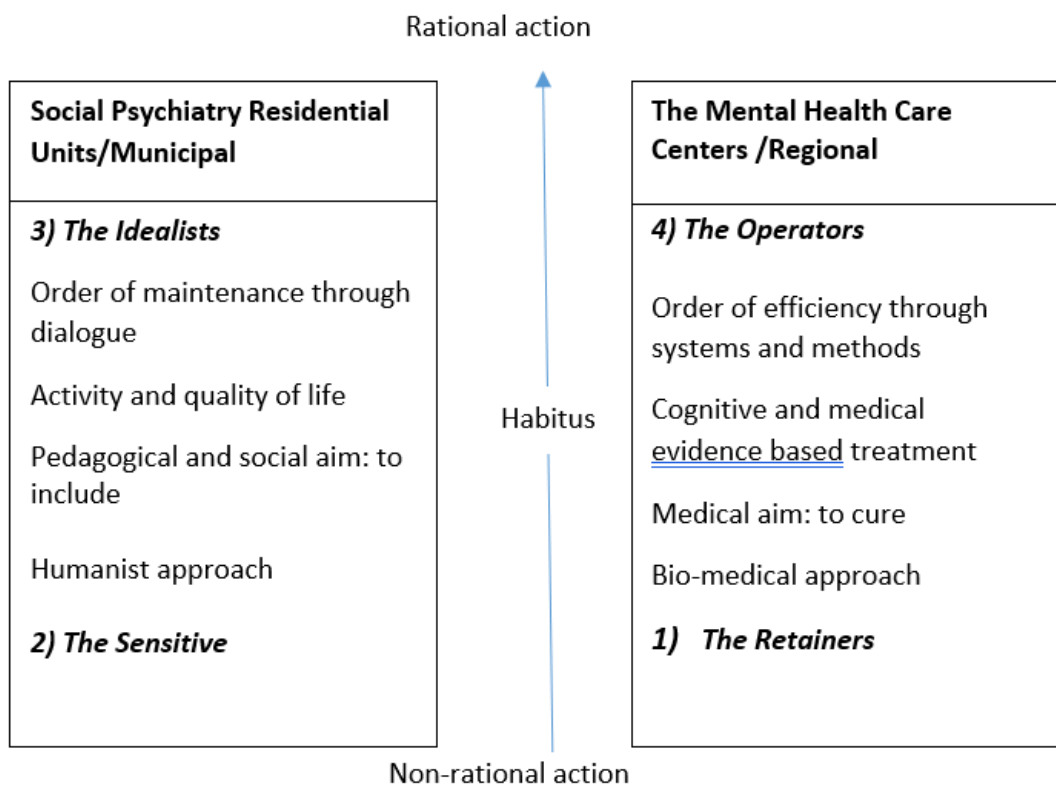 Rational action
Social Psychiatry Residential
Units/Municipal
3) The Idealists
Order of maintenance through
dialogue
Activity and quality of life
Pedagogical and social aim: to
include
Humanist approach
2) The Sensitive
Habitus
The Mental Health Care
Centers /Regional
4) The Operators
Order of efficiency through
systems and methods
Cognitive and medical
evidence based treatment
Medical aim: to cure
Bio-medical approach
1) The Retainers
Non-rational action